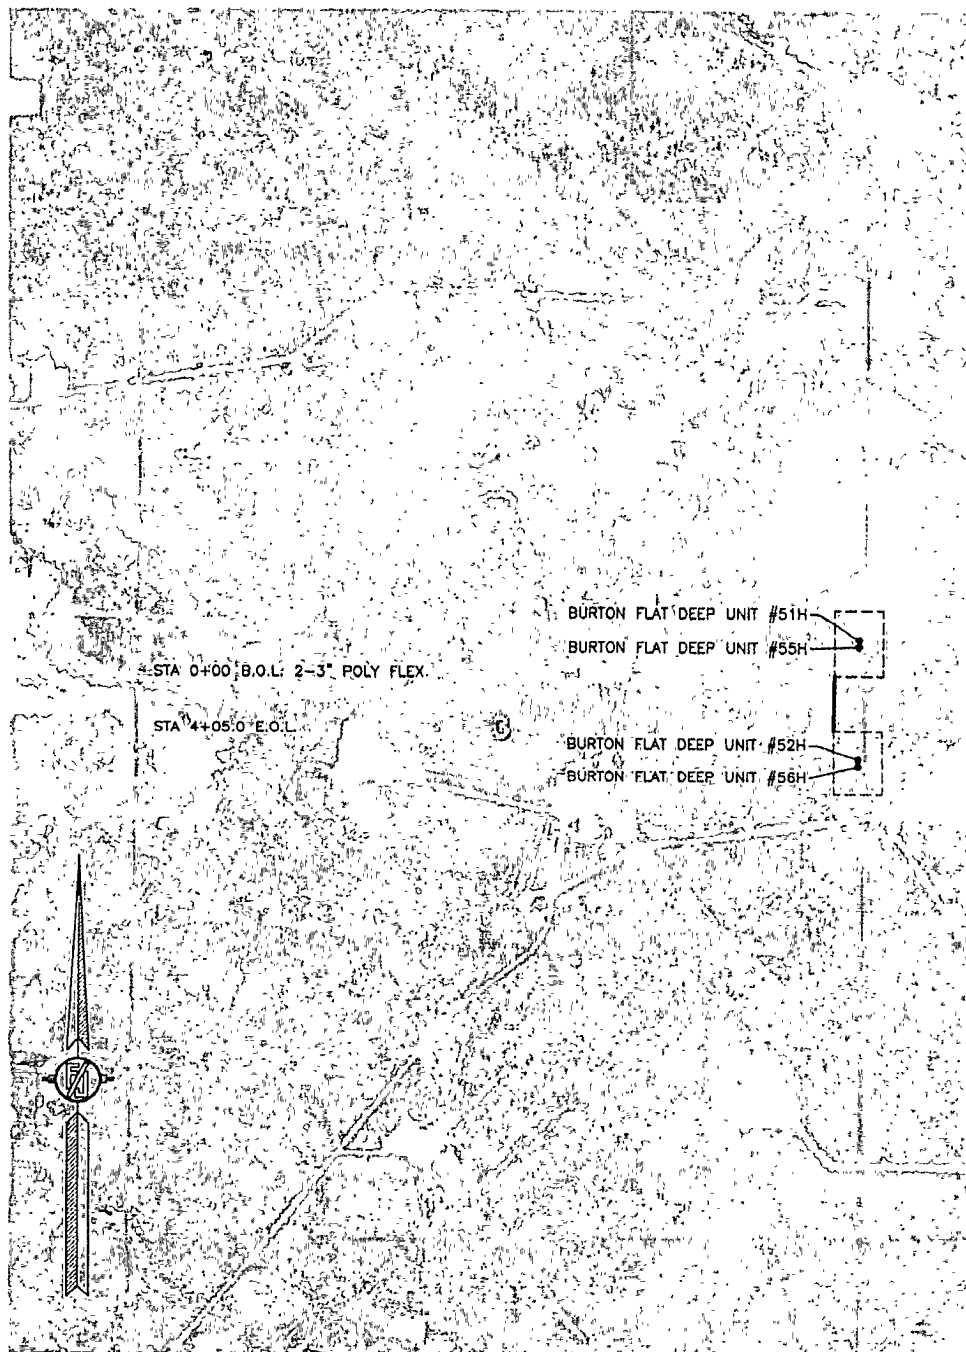 BURTON FLAT DEEP UNIT #51H
BURTON FLAT DEEP UNIT #55H
STA 0+00 B.O.L. 2-3" POLY FLEX.
STA 4+05.0 E.O.L.
BURTON FLAT DEEP UNIT #52H
BURTON FLAT DEEP UNIT #56H